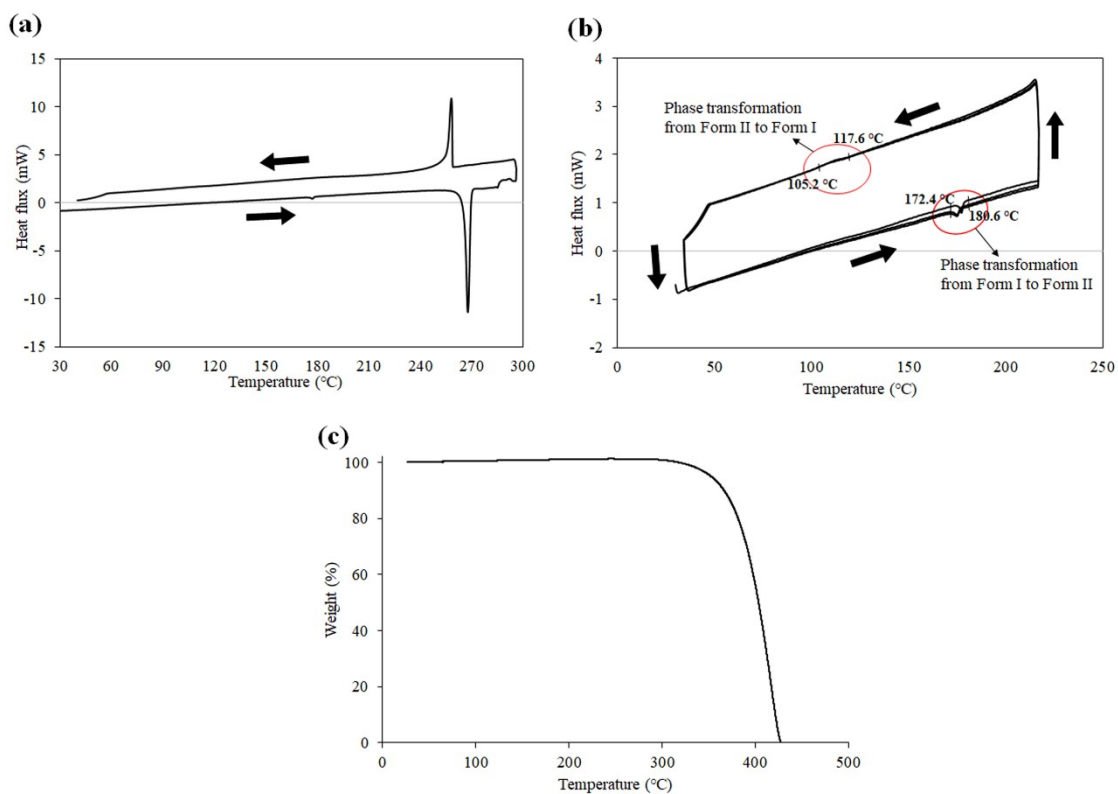 (a)
15
10
5
0
-5
-10
-15
Heat flux (mW)
30
60
90
120
150
180
210
240
270
300
Temperature (°C)
(b)
4
3
2
1
0
-1
-2
Heat flux (mW)
Phase transformation
from Form II to Form I
117.6 °C
105.2 °C
172.4 °C
180.6 °C
Phase transformation
from Form I to Form II
0
50
100
150
200
250
Temperature (°C)
(c)
100
80
60
40
20
0
Weight (%)
0
100
200
300
400
500
Temperature (°C)